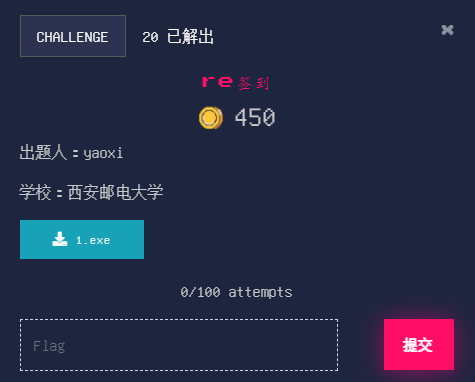 CHALLENGE 20 已解出
re签到
450
出题人：yaoxi
学校：西安邮电大学
1.exe
0/100 attempts
Flag 提交